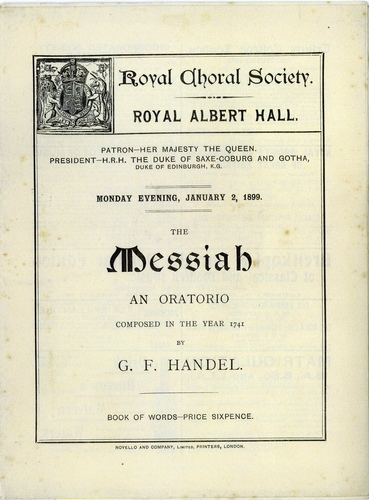 Royal Choral Society.
ROYAL ALBERT HALL.
PATRON—HER MAJESTY THE QUEEN.
PRESIDENT—H.R.H. THE DUKE OF SAXE-COBURG AND GOTHA,
DUKE OF EDINBURGH, K.G.
MONDAY EVENING, JANUARY 2, 1899.
THE
Messiah
AN ORATORIO
COMPOSED IN THE YEAR 1741
BY
G. F. HANDEL.
BOOK OF WORDS—PRICE SIXPENCE.
NOVELLO AND COMPANY, LIMITED, PRINTERS, LONDON.